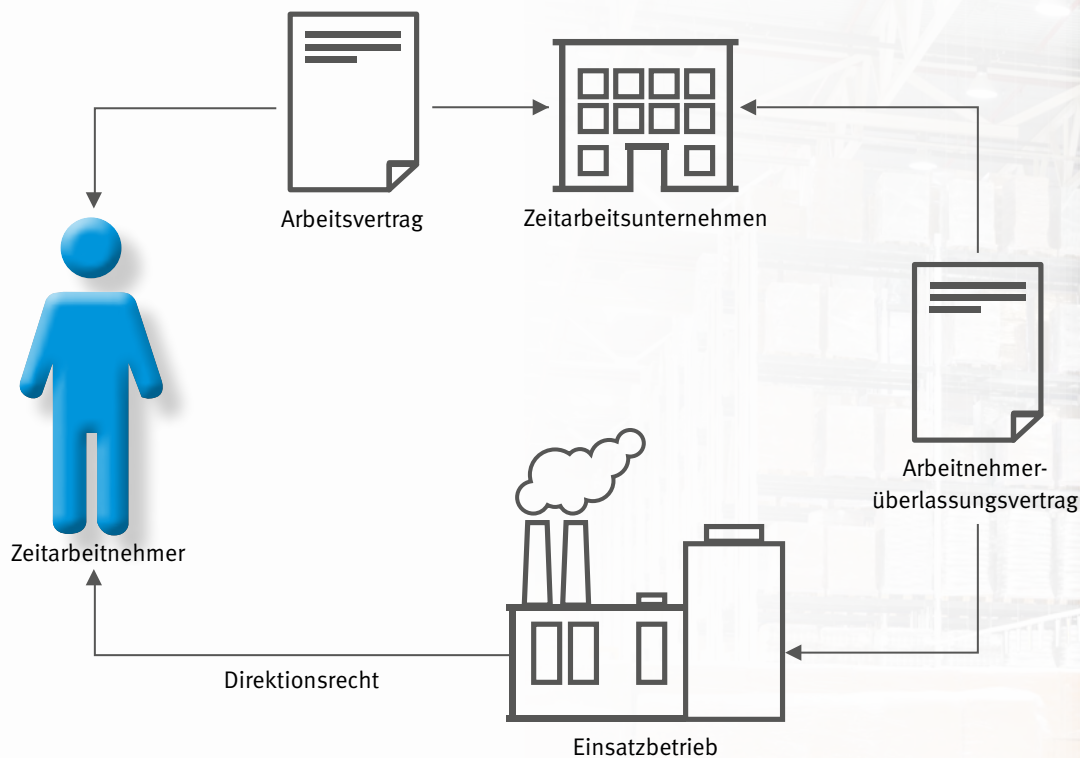 Arbeitsvertrag
Zeitarbeitsunternehmen
Arbeitnehmer-
überlassungsvertrag
Zeitarbeitnehmer
Direktionsrecht
Einsatzbetrieb